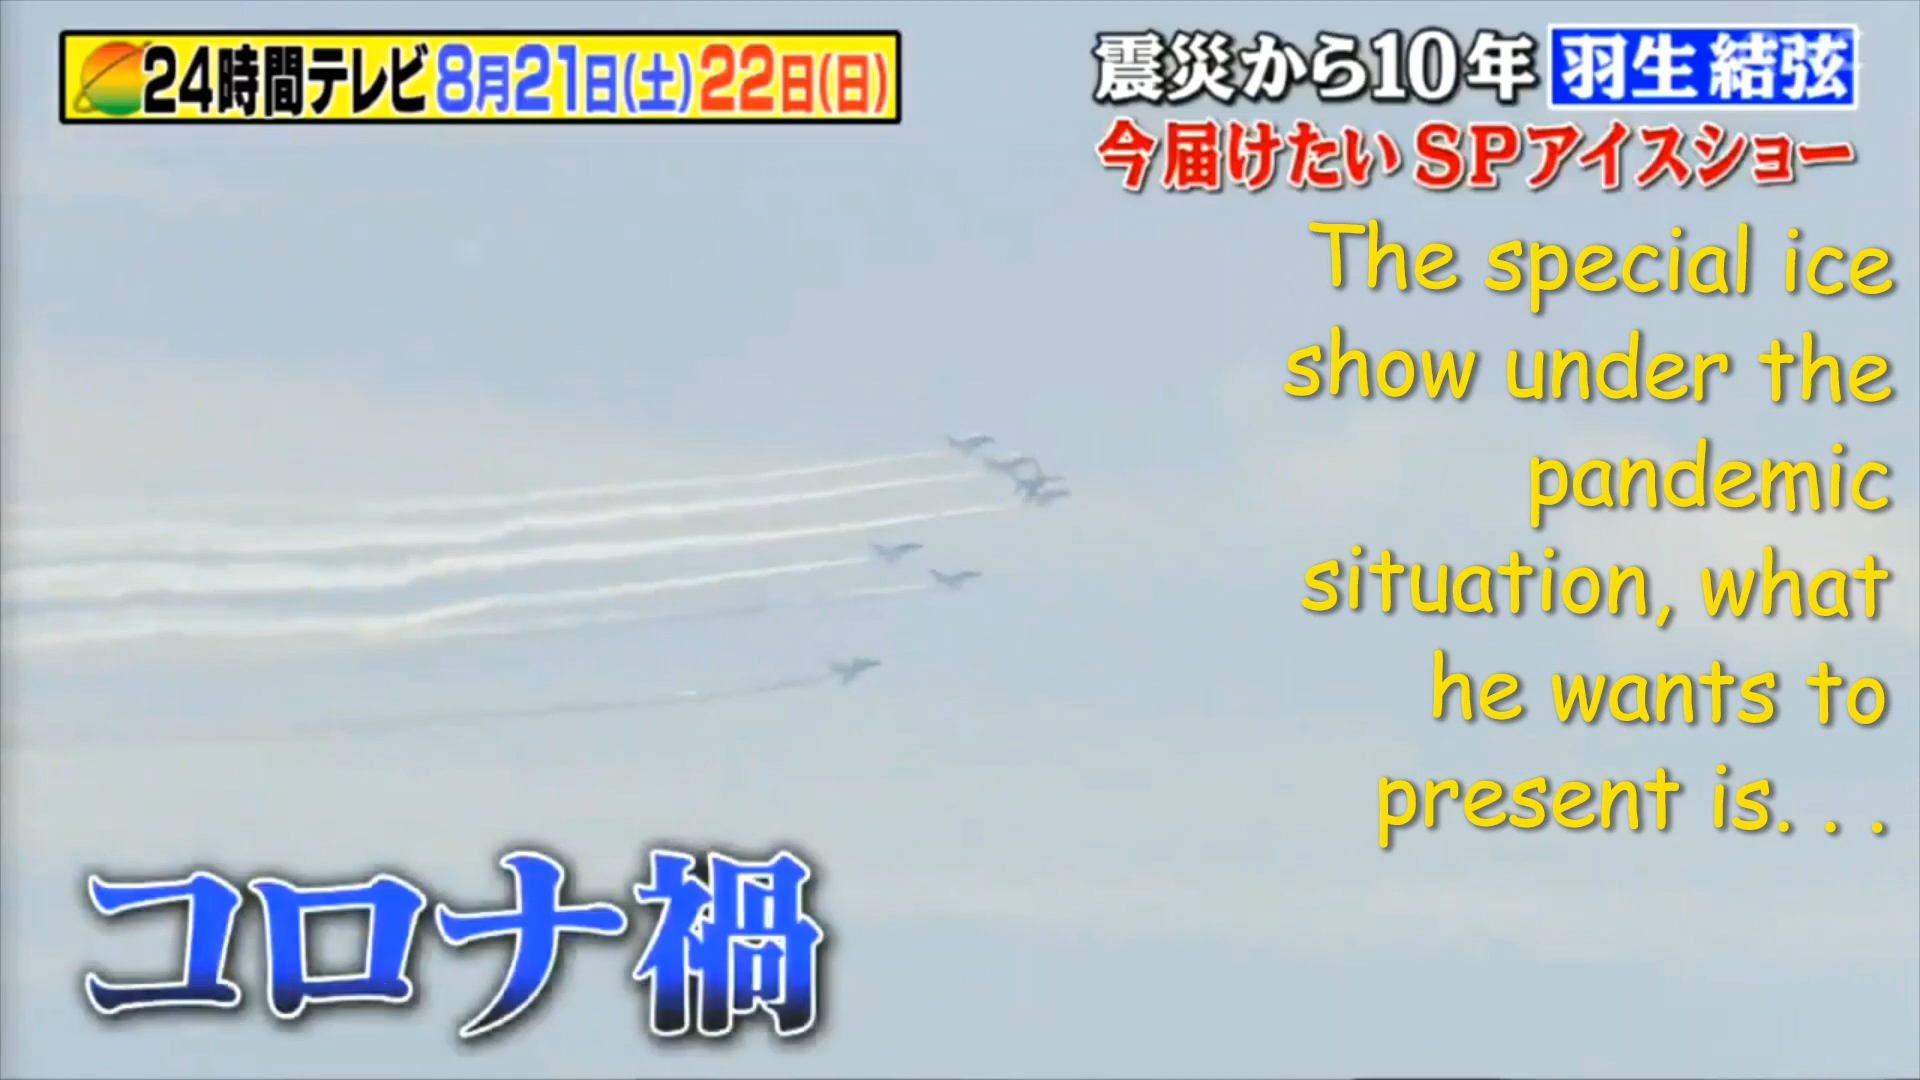 24時間テレビ8月21日(土)22日(日)
震災から10年 羽生結弦
今届けたいSPアイスショー
The special ice
show under the
pandemic
situation, what
he wants to
present is. . .
コロナ禍